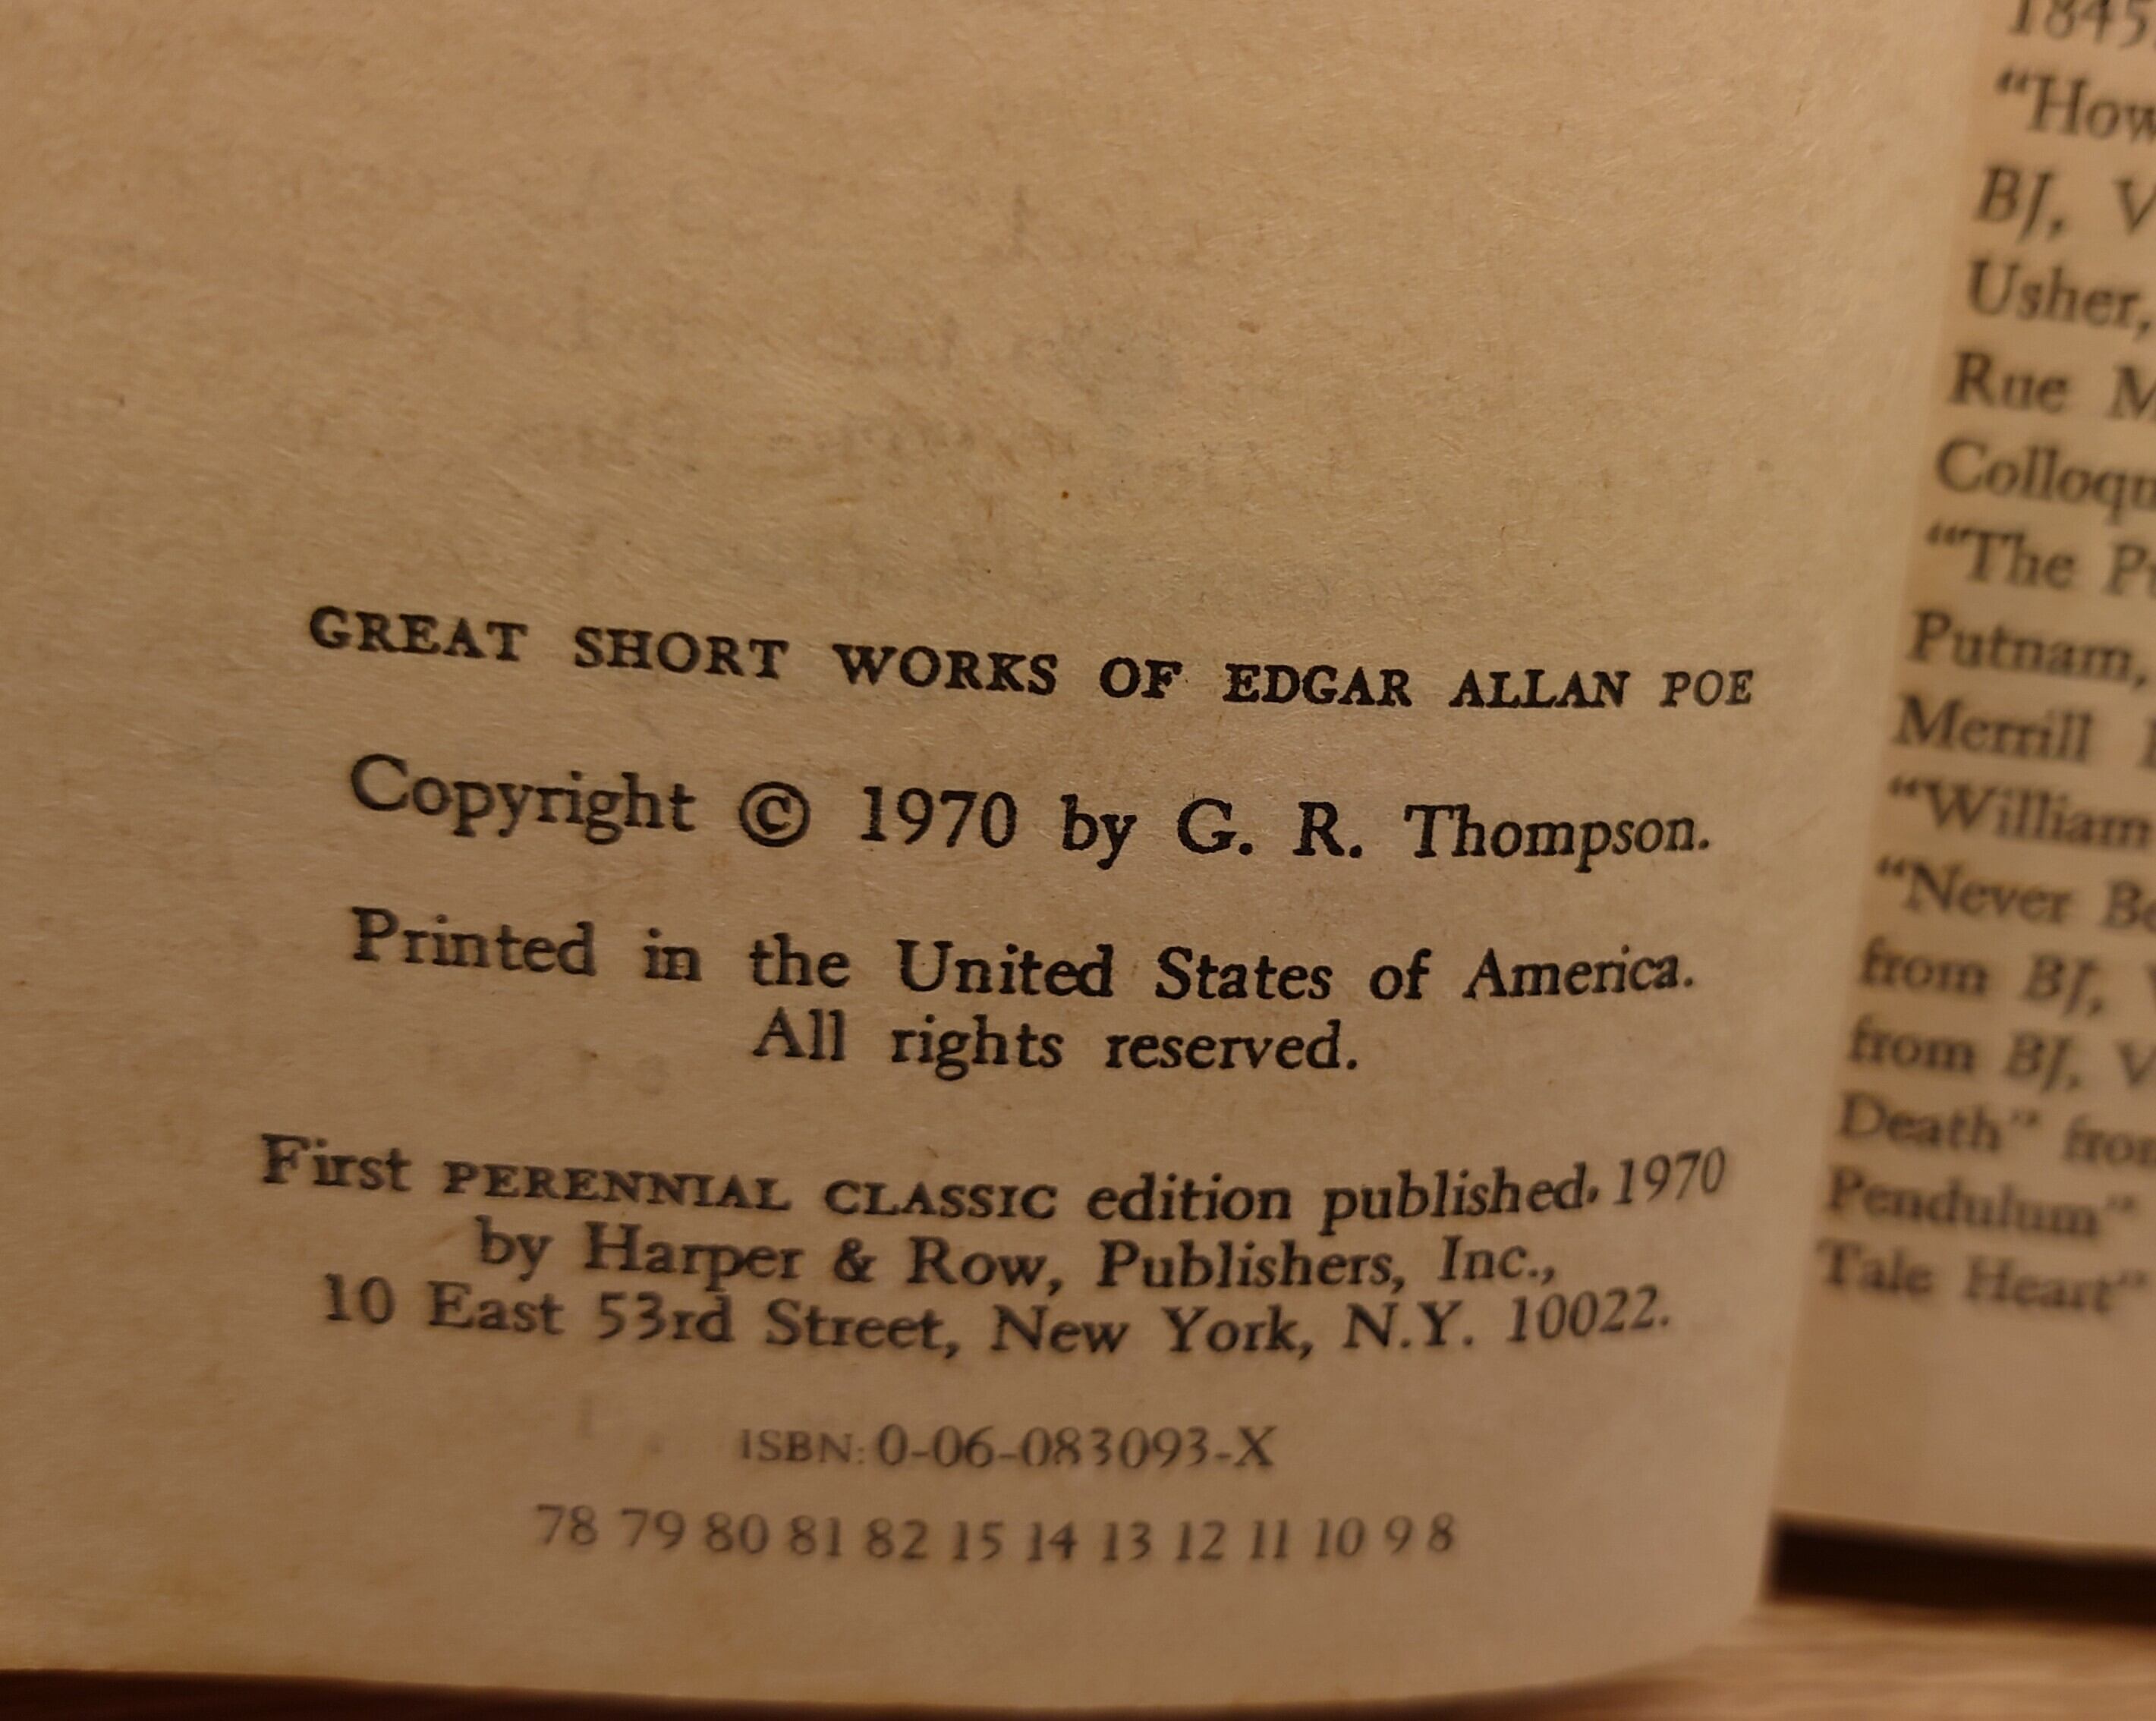 GREAT SHORT WORKS OF EDGAR ALLAN POE
Copyright © 1970 by G. R. Thompson.
Printed in the United States of America.
All rights reserved.
First PERENNIAL CLASSIC edition published, 1970
by Harper & Row, Publishers, Inc.,
10 East 53rd Street, New York, N.Y. 10022.
ISBN: 0-06-083093-X
78 79 80 81 82 15 14 13 12 11 10 9 8
1845
"How
BJ, V
Usher,
Rue M
Colloqu
"The
Putnam,
Merrill
"William
"Never
from BJ,
from BJ, V
Death" from
Pendulum"
Tale Heart"